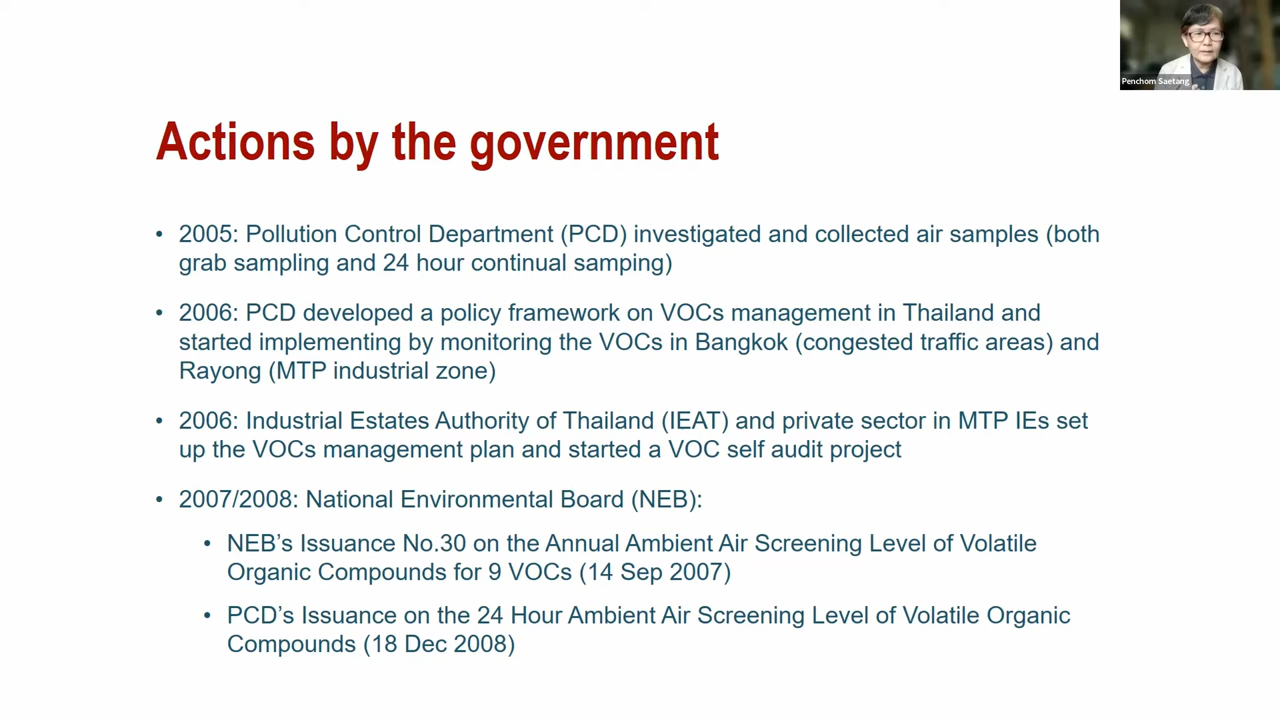 Penchom Saetang
Actions by the government
• 2005: Pollution Control Department (PCD) investigated and collected air samples (both
grab sampling and 24 hour continual samping)
• 2006: PCD developed a policy framework on VOCs management in Thailand and
started implementing by monitoring the VOCs in Bangkok (congested traffic areas) and
Rayong (MTP industrial zone)
• 2006: Industrial Estates Authority of Thailand (IEAT) and private sector in MTP IEs set
up the VOCs management plan and started a VOC self audit project
• 2007/2008: National Environmental Board (NEB):
• NEB’s Issuance No.30 on the Annual Ambient Air Screening Level of Volatile
Organic Compounds for 9 VOCs (14 Sep 2007)
• PCD’s Issuance on the 24 Hour Ambient Air Screening Level of Volatile Organic
Compounds (18 Dec 2008)